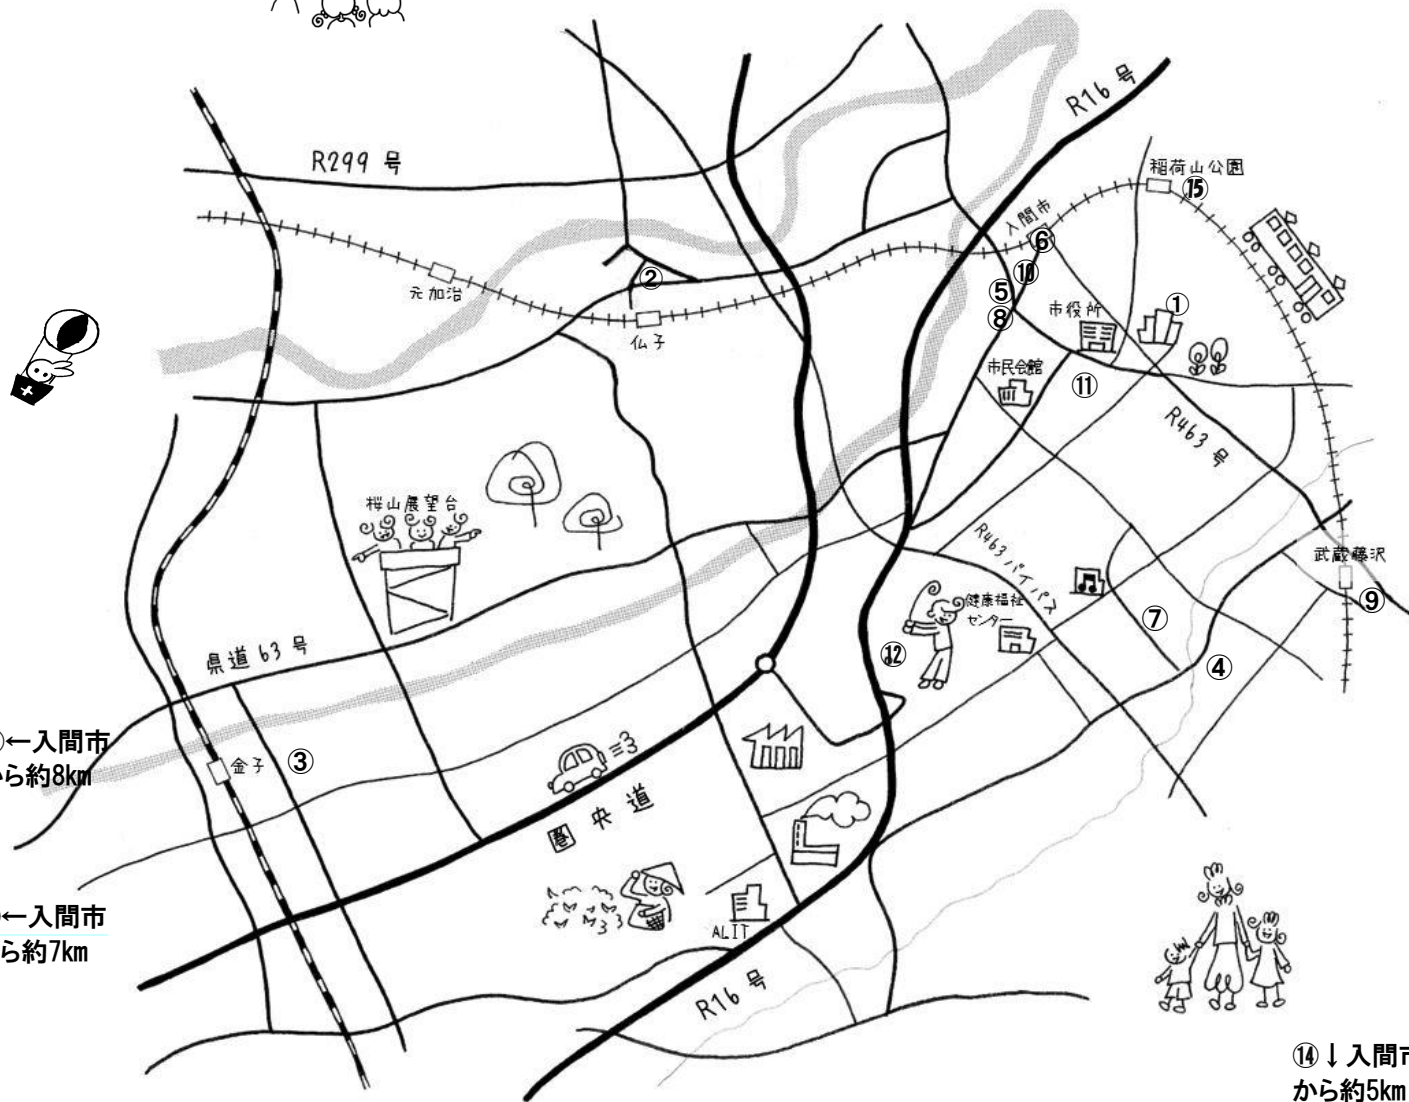 R16号
R299号
稲荷山公園
⑮
入間市
⑥
⑩
②
元加治
⑤
①
市役所
⑧
仏子
市民会館
⑪
R463号
桜山展望台
R463バイパス
武蔵藤沢
健康福祉
センター
⑨
⑦
県道63号
⑫
④
←入間市
から約8km
金子
③
圏央道
←入間市
から約7km
ALIT
R16号
⑭↓入間市
から約5km